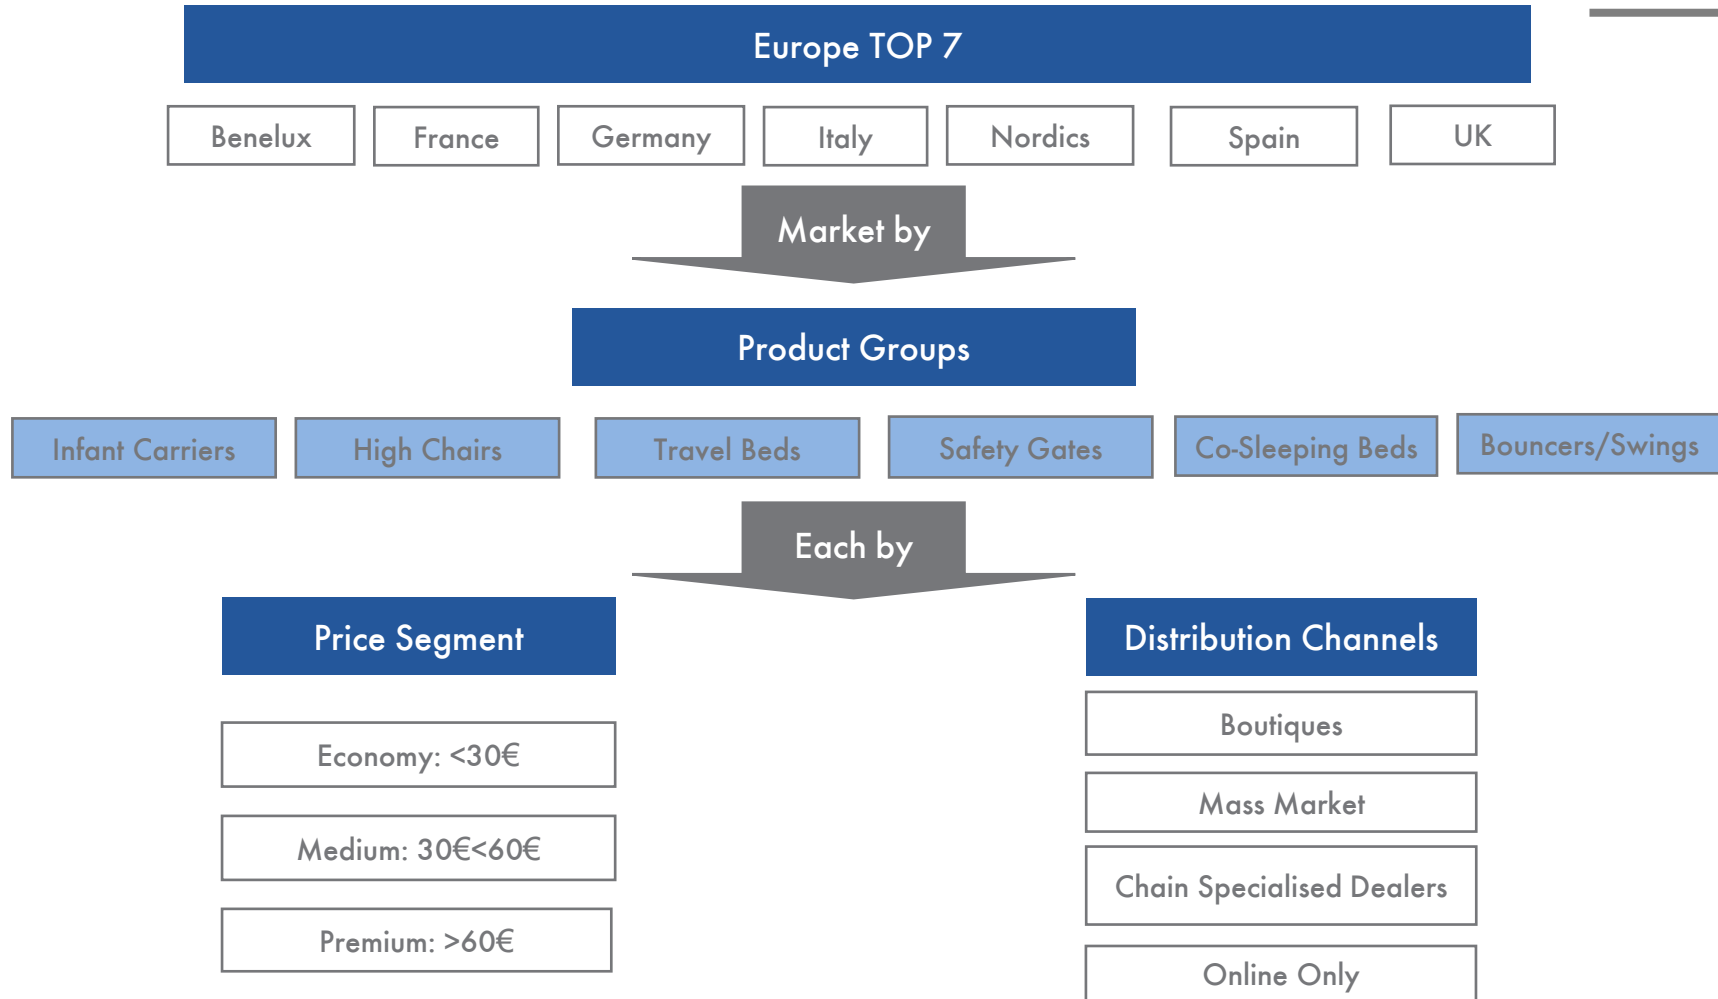 Europe TOP 7
Benelux
France
Germany
Italy
Nordics
Spain
UK
Market by
Product Groups
Infant Carriers
High Chairs
Travel Beds
Safety Gates
Co-Sleeping Beds
Bouncers/Swings
Each by
Price Segment
Economy: <30€
Medium: 30€<60€
Premium: >60€
Distribution Channels
Boutiques
Mass Market
Chain Specialised Dealers
Online Only